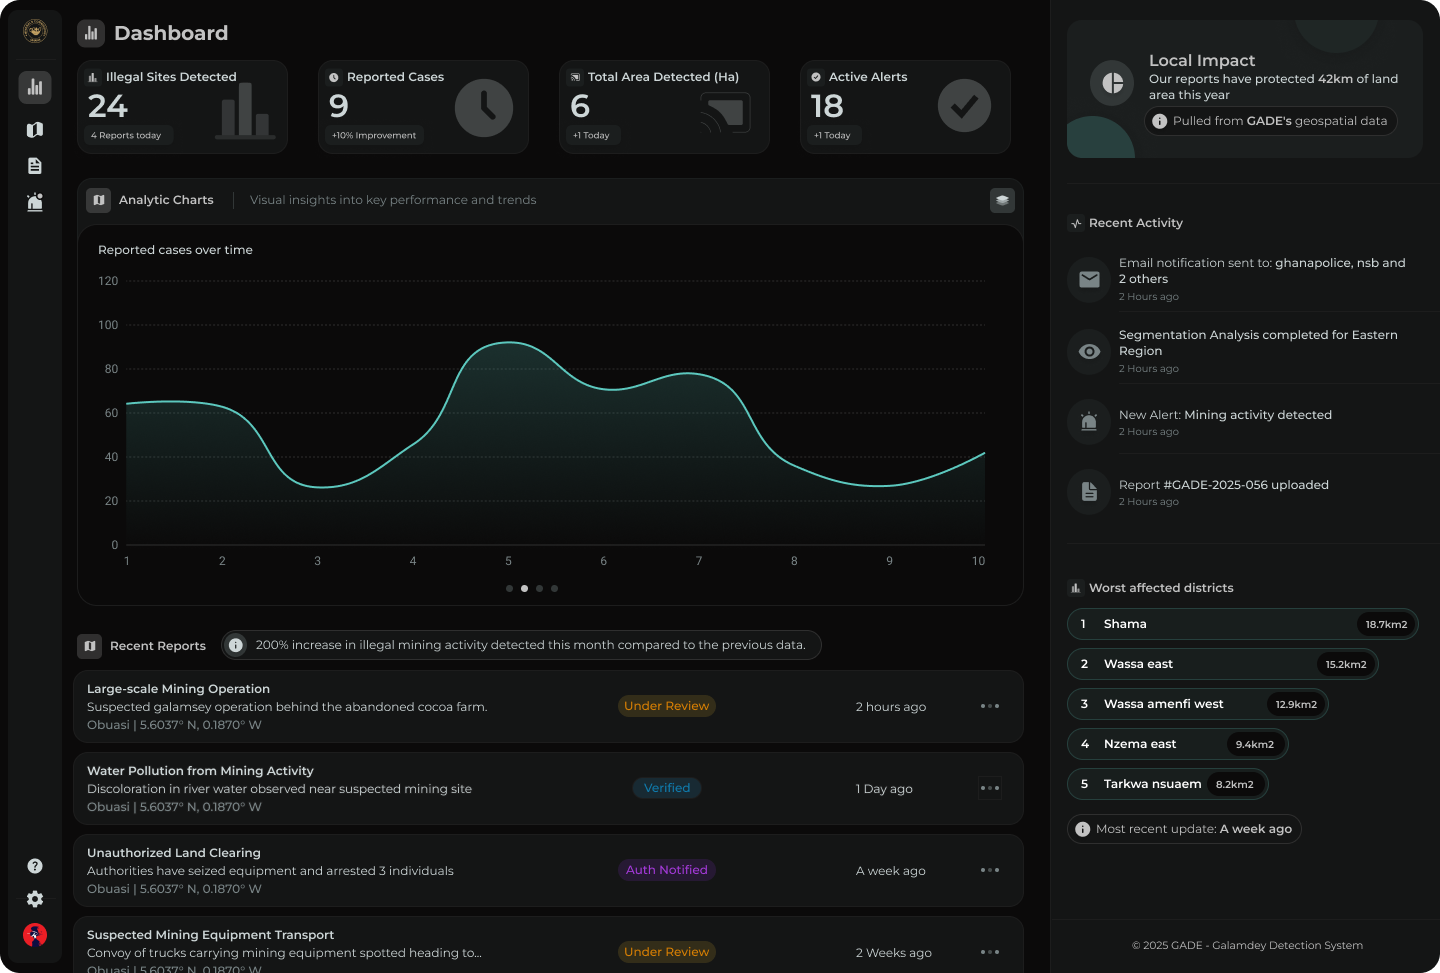 Dashboard
Illegal Sites Detected
24
4 Reports today
Reported Cases
9
+10% Improvement
Total Area Detected (Ha)
6
+1 Today
Active Alerts
18
+1 Today
Analytic Charts
Visual insights into key performance and trends
Reported cases over time
120
100
80
60
40
20
0
1 2 3 4 5 6 7 8 9 10
Recent Reports
200% increase in illegal mining activity detected this month compared to the previous data.
Large-scale Mining Operation
Suspected galamsey operation behind the abandoned cocoa farm.
Obuasi | 5.6037° N, 0.1870° W
Under Review
2 hours ago
Water Pollution from Mining Activity
Discoloration in river water observed near suspected mining site
Obuasi | 5.6037° N, 0.1870° W
Verified
1 Day ago
Unauthorized Land Clearing
Authorities have seized equipment and arrested 3 individuals
Obuasi | 5.6037° N, 0.1870° W
Auth Notified
A week ago
Suspected Mining Equipment Transport
Convoy of trucks carrying mining equipment spotted heading to...
Obuasi | 5.6037° N, 0.1870° W
Under Review
2 Weeks ago
Local Impact
Our reports have protected 42km of land
area this year
Pulled from GADE's geospatial data
Recent Activity
Email notification sent to: ghanapolice, nsb and
2 others
2 Hours ago
Segmentation Analysis completed for Eastern
Region
2 Hours ago
New Alert: Mining activity detected
2 Hours ago
Report #GADE-2025-056 uploaded
2 Hours ago
Worst affected districts
1 Shama 18.7km2
2 Wassa east 15.2km2
3 Wassa amenfi west 12.9km2
4 Nzema east 9.4km2
5 Tarkwa nsuaem 8.2km2
Most recent update: A week ago
© 2025 GADE - Galamdey Detection System